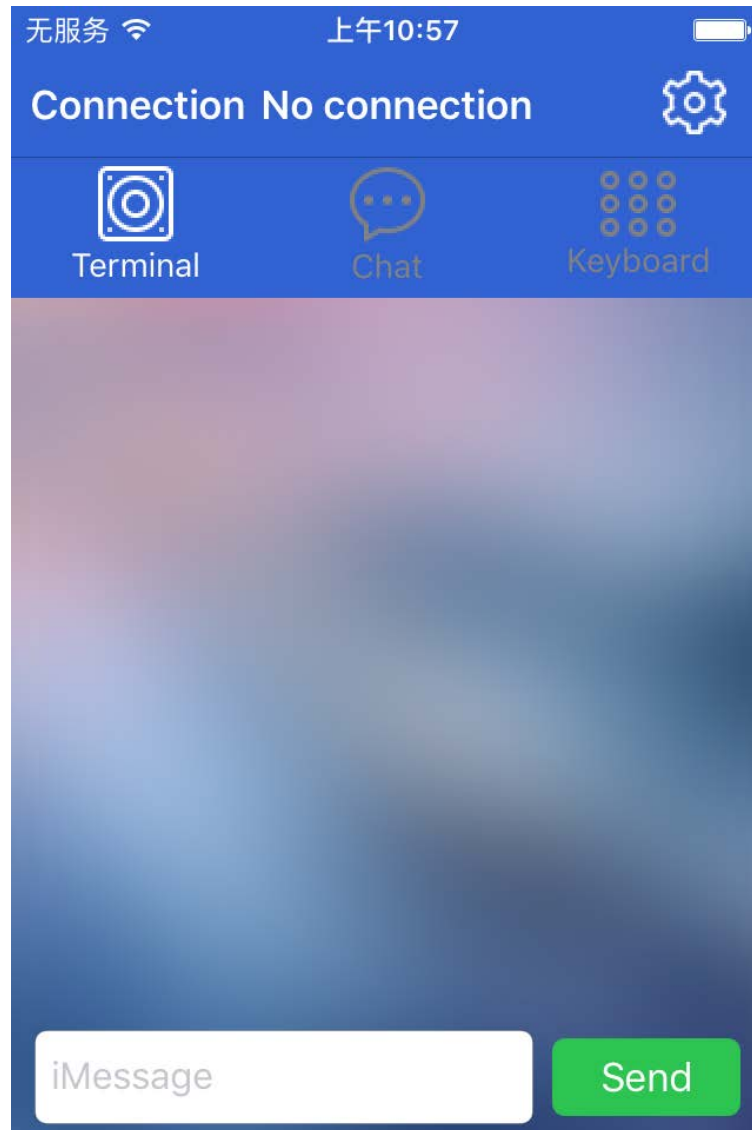 无服务 上午10:57
Connection No connection
Terminal Chat Keyboard
iMessage Send